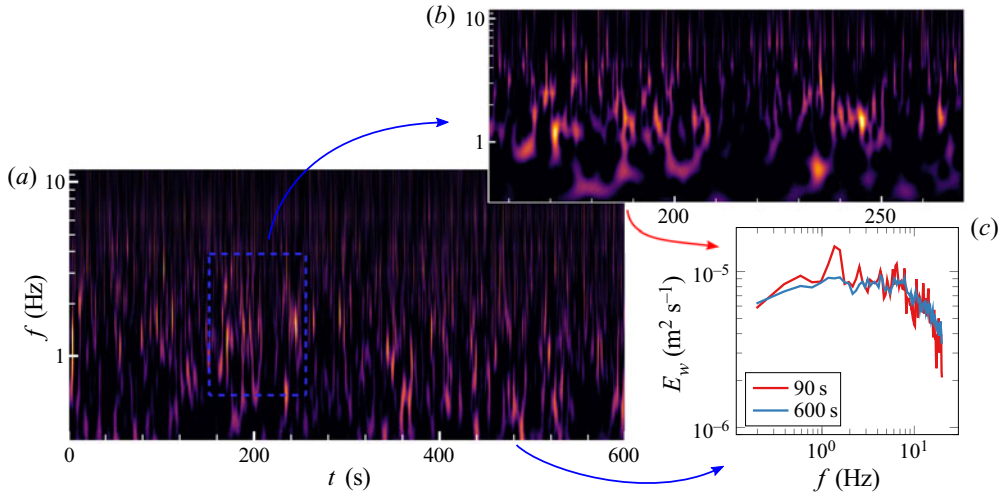 (b)
10
1
200
250
(a)
10
1
f (Hz)
0
200
400
600
t (s)
(c)
10⁻⁵
10⁻⁶
E_w (m² s⁻¹)
90 s
600 s
10⁰
10¹
f (Hz)